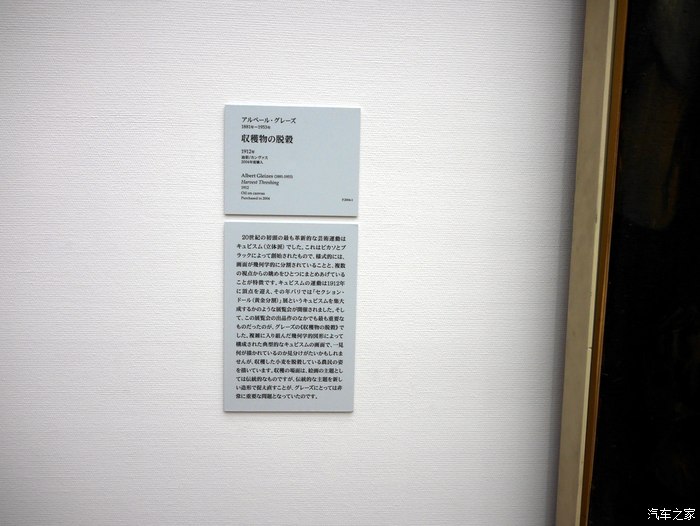 アルベール・グレーズ
1881年–1953年
収穫物の脱穀
1912年
油彩/カンヴァス
2006年度購入
Albert Gleizes (1881-1953)
Harvest Threshing
1912
Oil on canvas
Purchased in 2006
20世紀の初頭の最も革新的な芸術運動は
キュビスム(立体派)でした。これはピカソとブ
ラックによって創始されたもので、様式的には、
画面が幾何学的に分割されていることと、複数
の視点からの眺めをひとつにまとめあげている
ことが特徴です。キュビスムの運動は1912年
に頂点を迎え、その年パリでは「セクション・
ドール(黄金分割)」展というキュビスムを集大
成するかのような展覧会が開催されました。そし
て、この展覧会の出品作のなかでも最も重要な
ものだったのが、グレーズの《収穫物の脱穀》で
した。複雑に入り組んだ幾何学的図形によって
構成された典型的なキュビスムの画面で、一見
何が描かれているのか見分けがたいかもしれま
せんが、収穫した小麦を脱穀している農民の姿
を描いています。収穫の場面は、絵画の主題とし
ては伝統的なものですが、伝統的な主題を新し
い造形で捉え直すことが、グレーズにとっては非
常に重要な問題となっていたのです。
汽车之家